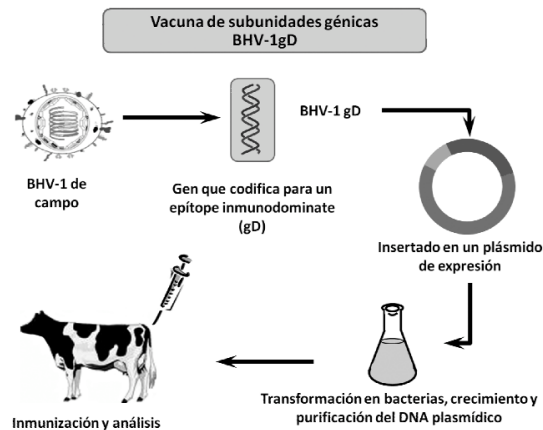 Vacuna de subunidades génicas
BHV-1gD
BHV-1 gD
BHV-1 de
campo
Gen que codifica para un
epítope inmunodominate
(gD)
Insertado en un plásmido
de expresión
Transformación en bacterias, crecimiento y
purificación del DNA plasmídico
Inmunización y análisis